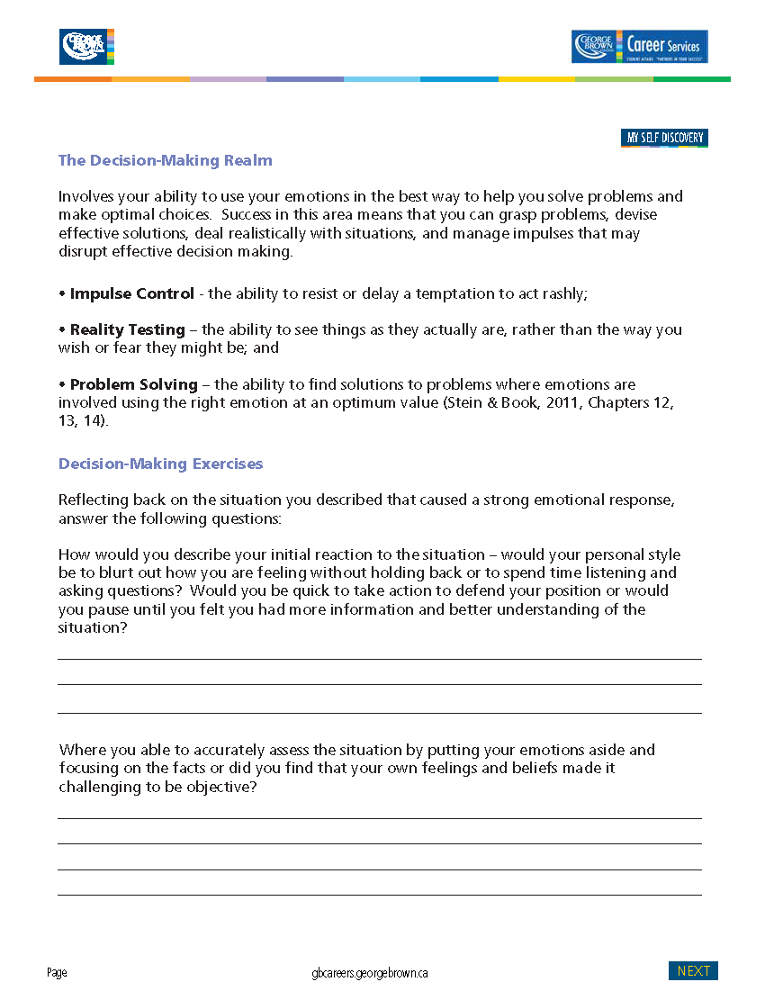 GEORGE BROWN
GEORGE BROWN
Career Services
STUDENT AFFAIRS: "PARTNERS IN YOUR SUCCESS"
MY SELF DISCOVERY
The Decision-Making Realm
Involves your ability to use your emotions in the best way to help you solve problems and
make optimal choices.  Success in this area means that you can grasp problems, devise
effective solutions, deal realistically with situations, and manage impulses that may
disrupt effective decision making.
• Impulse Control - the ability to resist or delay a temptation to act rashly;
• Reality Testing – the ability to see things as they actually are, rather than the way you
wish or fear they might be; and
• Problem Solving – the ability to find solutions to problems where emotions are
involved using the right emotion at an optimum value (Stein & Book, 2011, Chapters 12,
13, 14).
Decision-Making Exercises
Reflecting back on the situation you described that caused a strong emotional response,
answer the following questions:
How would you describe your initial reaction to the situation – would your personal style
be to blurt out how you are feeling without holding back or to spend time listening and
asking questions?  Would you be quick to take action to defend your position or would
you pause until you felt you had more information and better understanding of the
situation?
Where you able to accurately assess the situation by putting your emotions aside and
focusing on the facts or did you find that your own feelings and beliefs made it
challenging to be objective?
Page
gbcareers.georgebrown.ca
NEXT